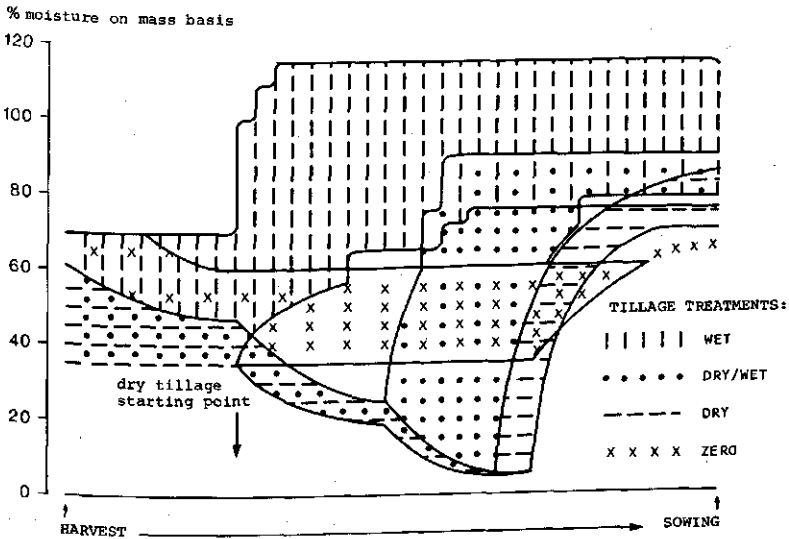 % moisture on mass basis
120
100
80
60
40
20
0
dry tillage
starting point
TILLAGE TREATMENTS:
WET
DRY/WET
DRY
x x x x ZERO
HARVEST
SOWING